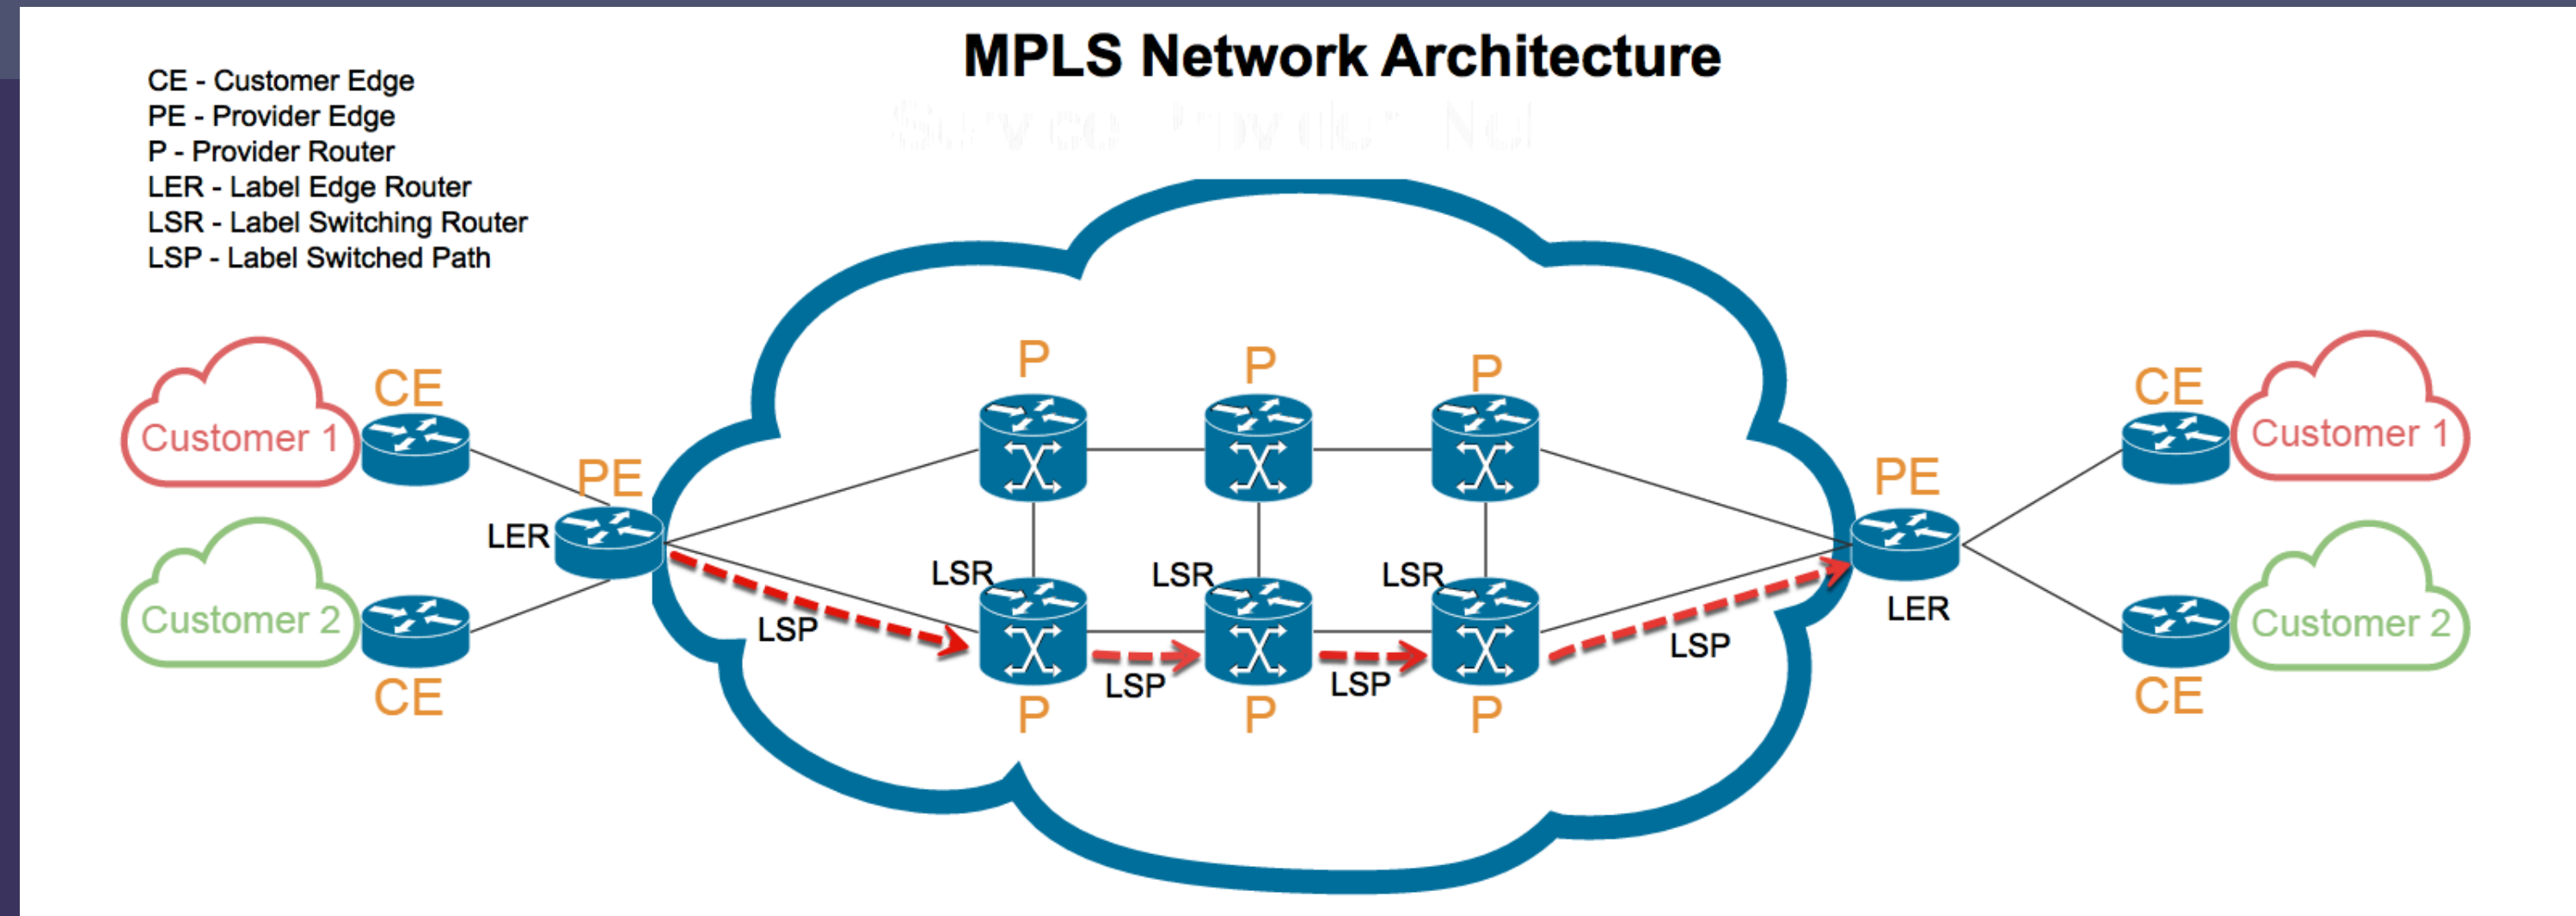 MPLS Network Architecture
CE - Customer Edge
PE - Provider Edge
P - Provider Router
LER - Label Edge Router
LSR - Label Switching Router
LSP - Label Switched Path
P
P
P
CE
CE
Customer 1
Customer 1
PE
PE
LER
LSR
LSR
LSR
LER
Customer 2
Customer 2
LSP
LSP
LSP
LSP
CE
CE
P
P
P